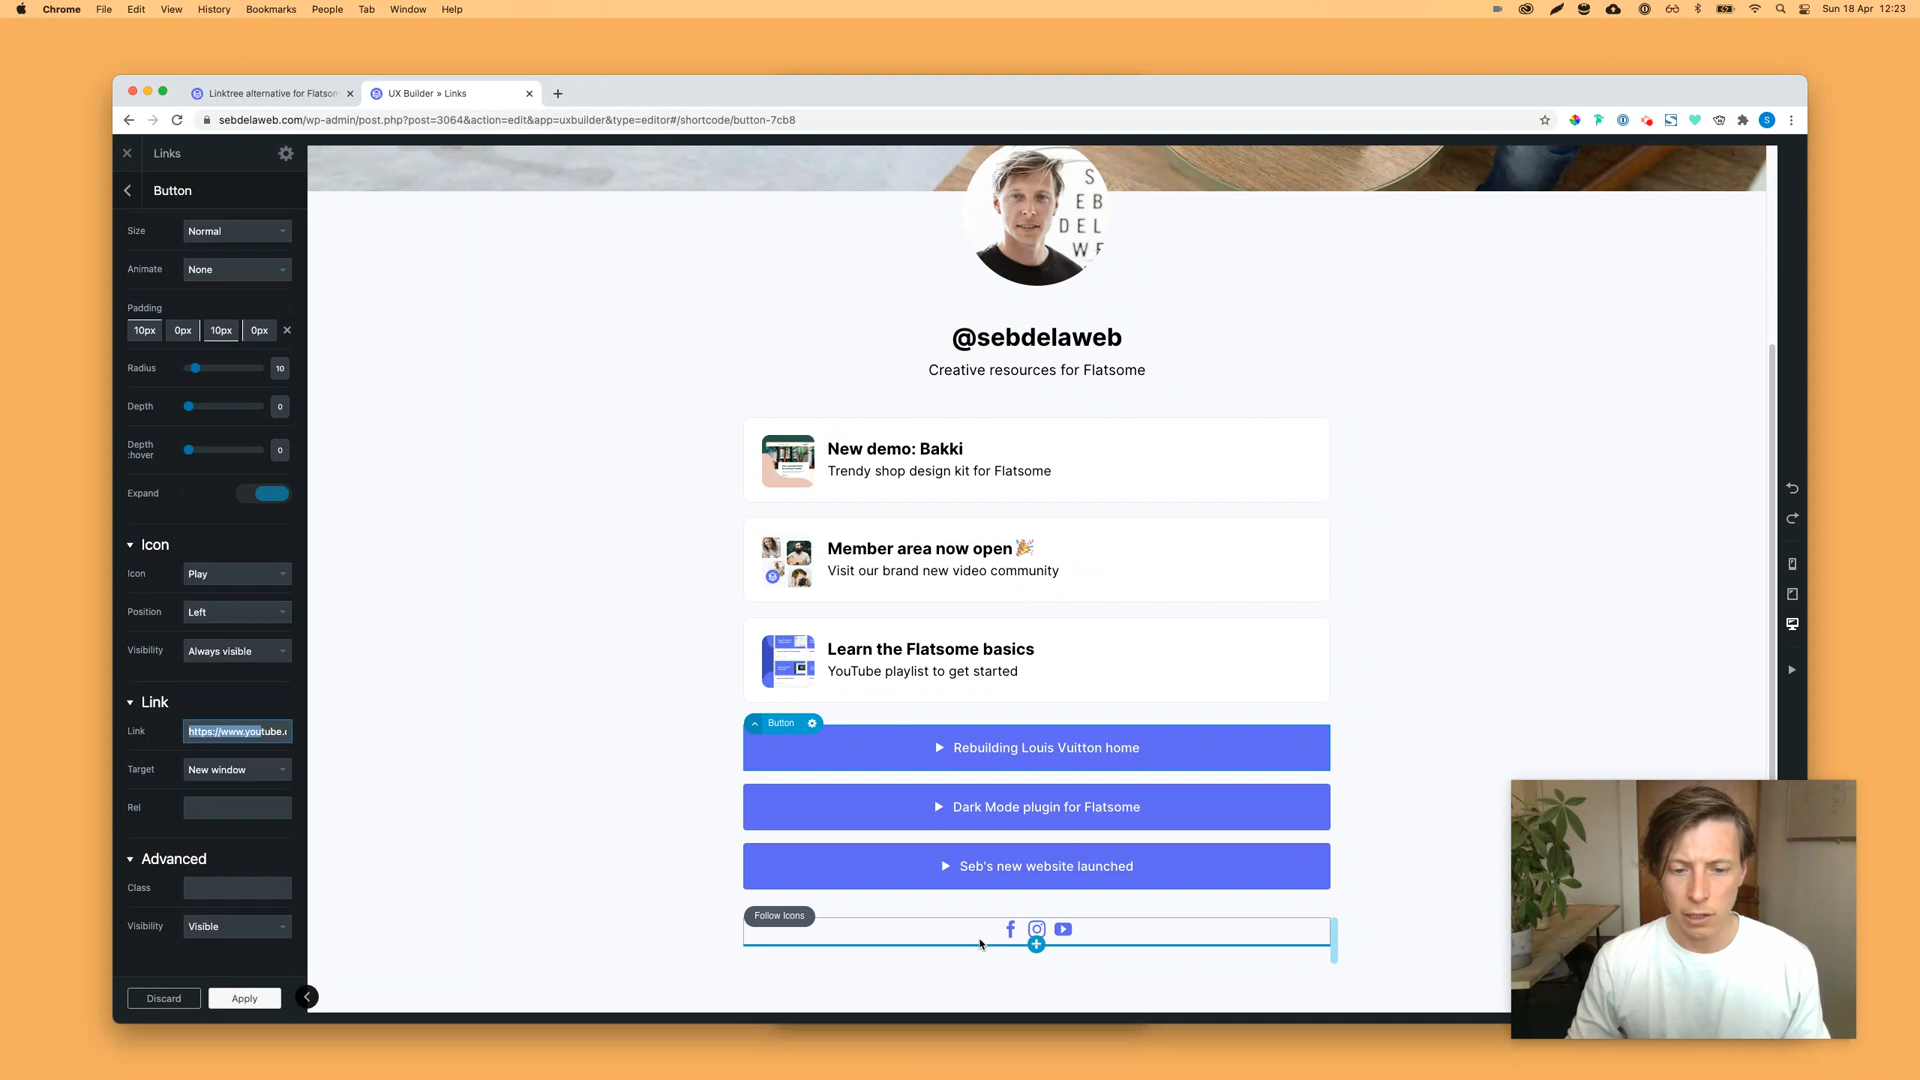 Chrome File Edit View History Bookmarks People Tab Window Help
Sun 18 Apr 12:23
Linktree alternative for Flatsom
UX Builder » Links
sebdelaweb.com/wp-admin/post.php?post=3064&action=edit&app=uxbuilder&type=editor#/shortcode/button-7cb8
S
Links
Button
Size Normal
Animate None
Padding
10px 0px 10px 0px
Radius 10
Depth 0
Depth
:hover 0
Expand
Icon
Icon Play
Position Left
Visibility Always visible
Link
Link https://www.youtube.c
Target New window
Rel
Advanced
Class
Visibility Visible
Discard Apply
S
S E B
D E L
W E
@sebdelaweb
Creative resources for Flatsome
New demo: Bakki
Trendy shop design kit for Flatsome
Member area now open🎉
Visit our brand new video community
Learn the Flatsome basics
YouTube playlist to get started
Button
Rebuilding Louis Vuitton home
Dark Mode plugin for Flatsome
Seb's new website launched
Follow Icons